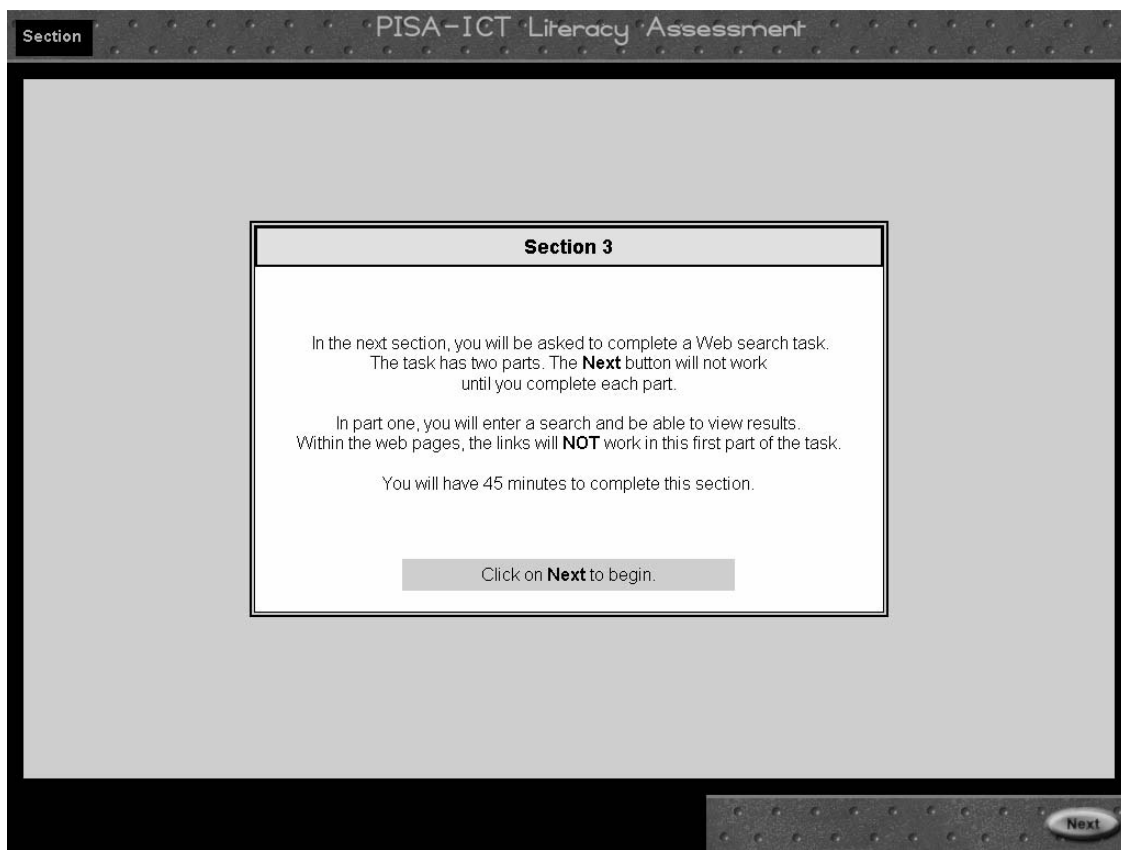 Section
PISA-ICT Literacy Assessment
Section 3
In the next section, you will be asked to complete a Web search task.
The task has two parts. The Next button will not work
until you complete each part.
In part one, you will enter a search and be able to view results.
Within the web pages, the links will NOT work in this first part of the task.
You will have 45 minutes to complete this section.
Click on Next to begin.
Next